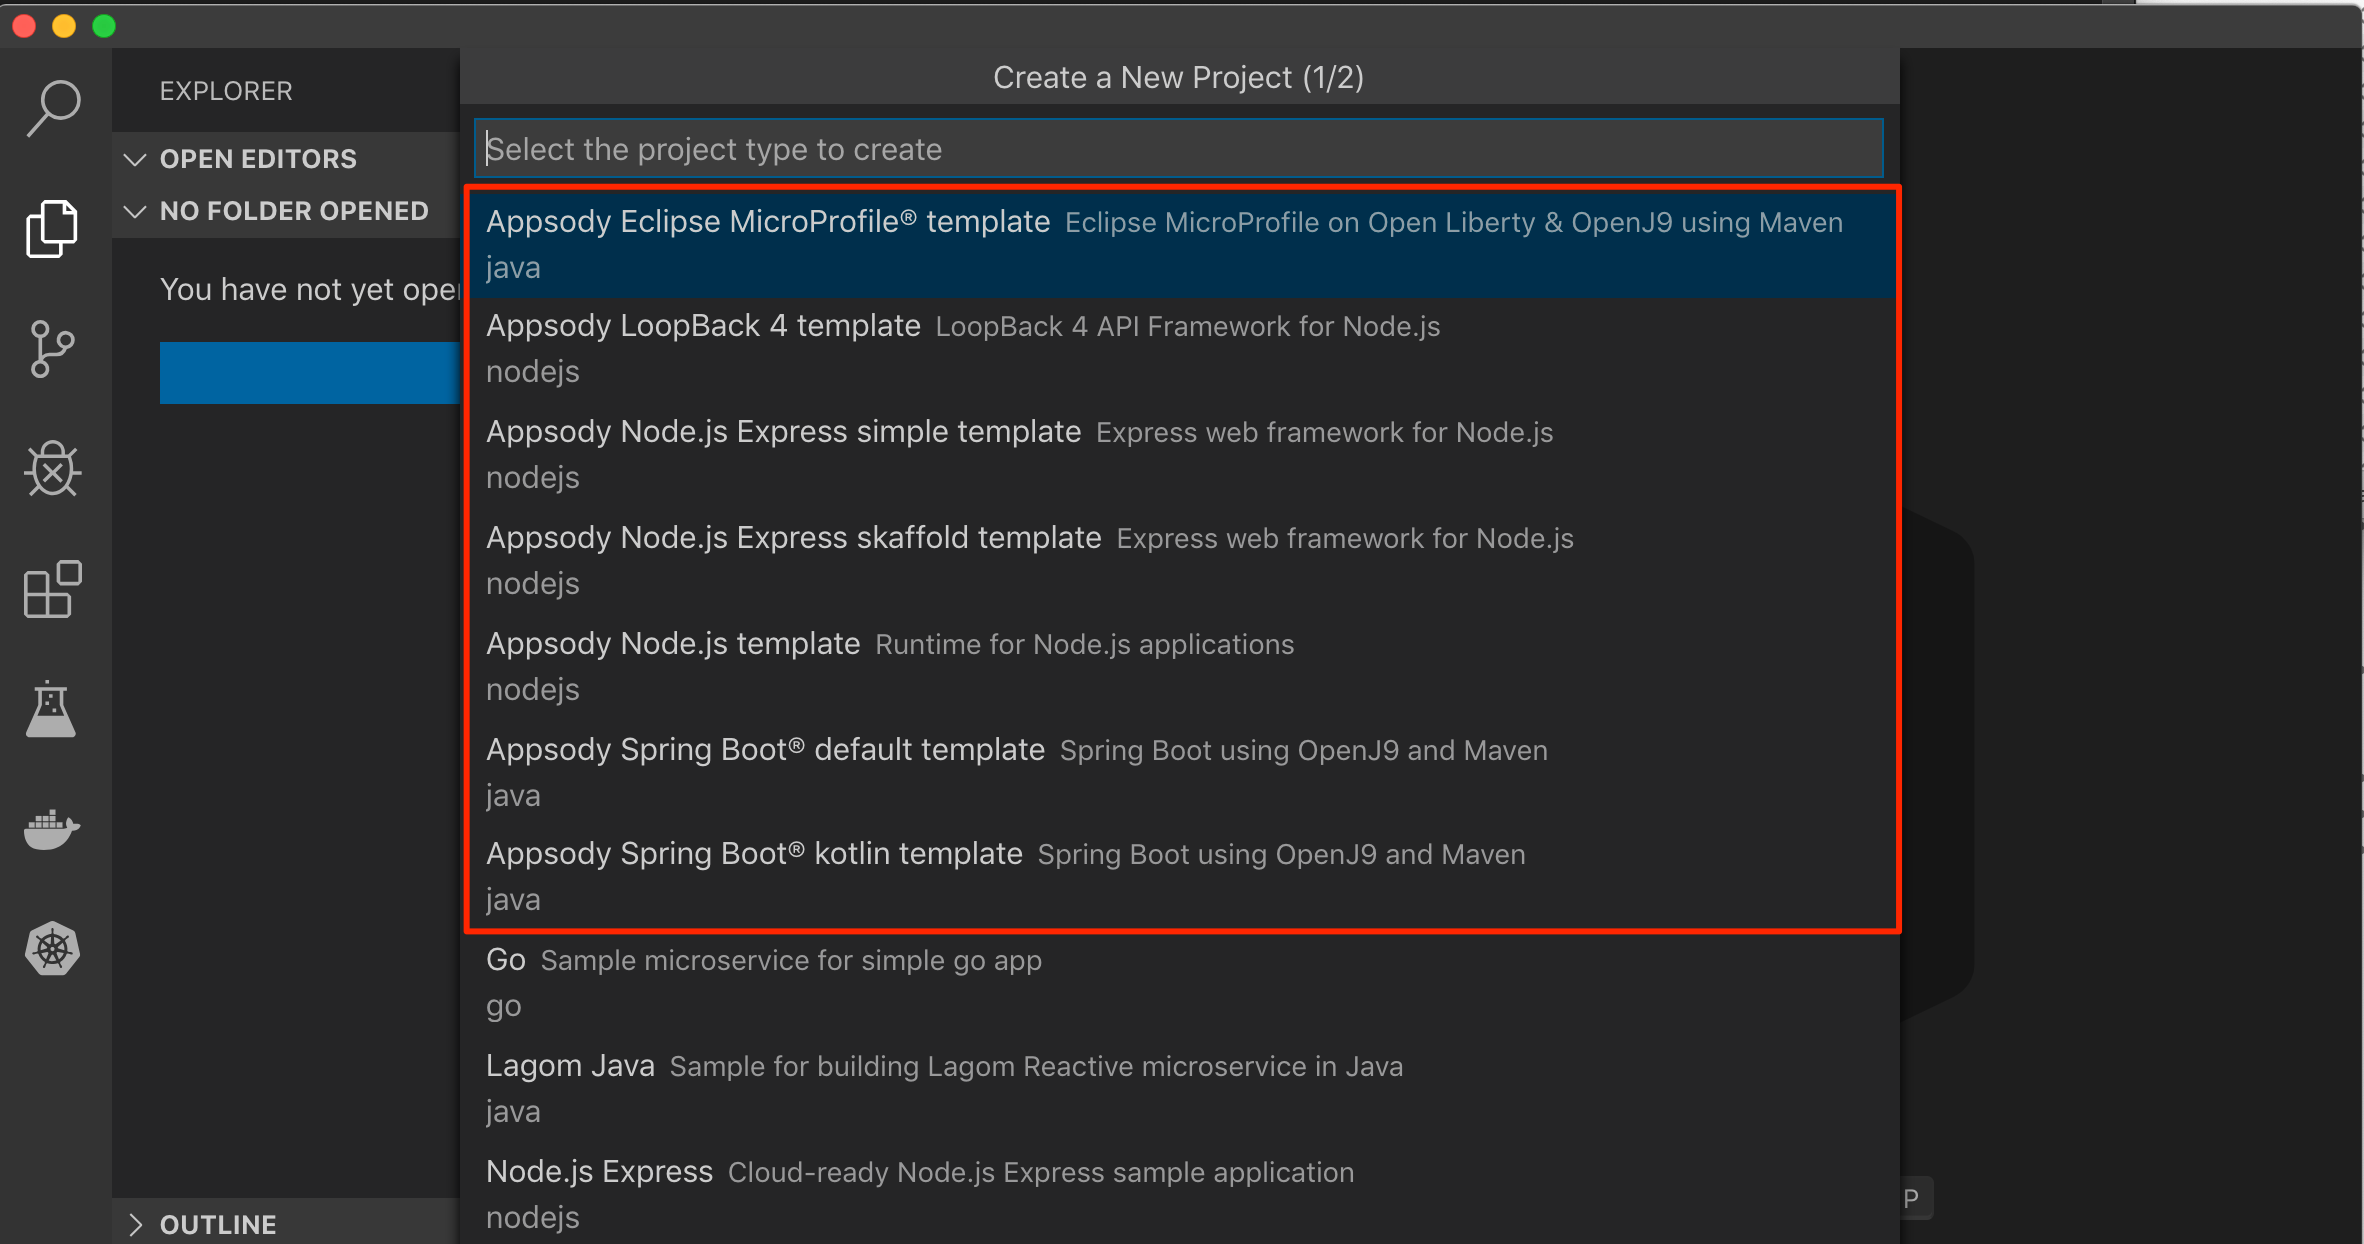 EXPLORER
OPEN EDITORS
NO FOLDER OPENED
You have not yet ope
OUTLINE
Create a New Project (1/2)
Select the project type to create
Appsody Eclipse MicroProfile® template Eclipse MicroProfile on Open Liberty & OpenJ9 using Maven
java
Appsody LoopBack 4 template LoopBack 4 API Framework for Node.js
nodejs
Appsody Node.js Express simple template Express web framework for Node.js
nodejs
Appsody Node.js Express skaffold template Express web framework for Node.js
nodejs
Appsody Node.js template Runtime for Node.js applications
nodejs
Appsody Spring Boot® default template Spring Boot using OpenJ9 and Maven
java
Appsody Spring Boot® kotlin template Spring Boot using OpenJ9 and Maven
java
Go Sample microservice for simple go app
go
Lagom Java Sample for building Lagom Reactive microservice in Java
java
Node.js Express Cloud-ready Node.js Express sample application
nodejs
P